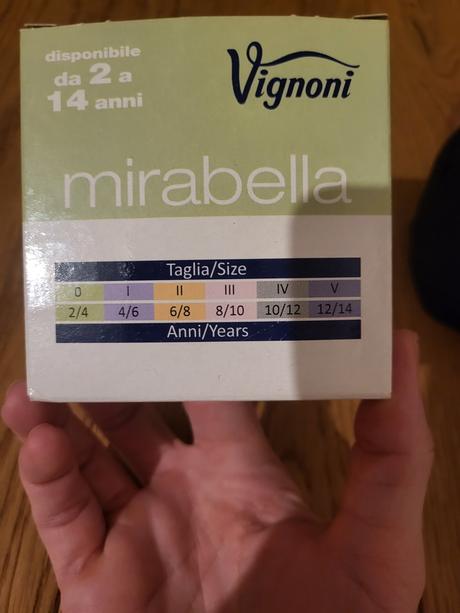 disponibile
da 2 a
14 anni
Vignoni
mirabella
Taglia/Size
0 I II III IV V
2/4 4/6 6/8 8/10 10/12 12/14
Anni/Years